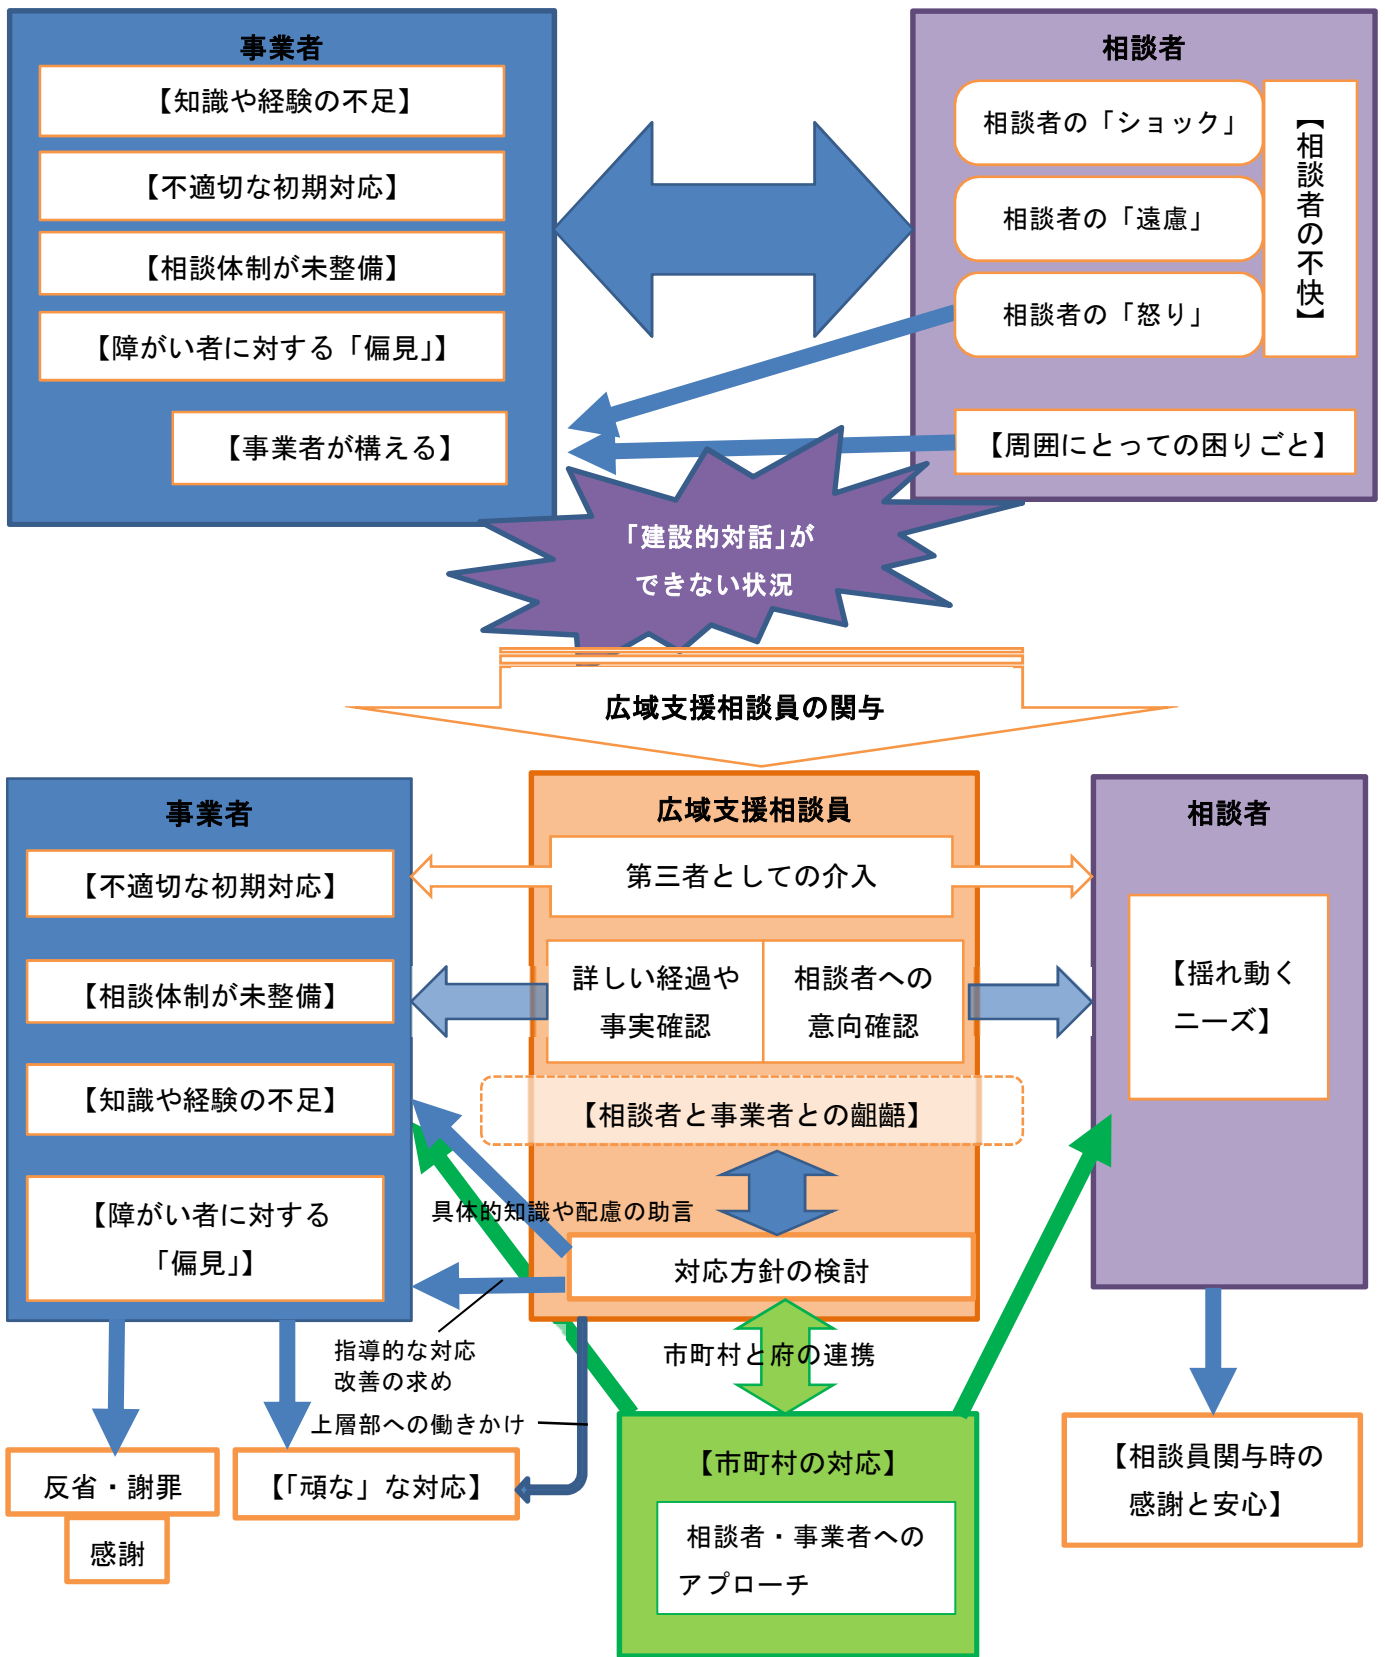 事業者
【知識や経験の不足】
【不適切な初期対応】
【相談体制が未整備】
【障がい者に対する「偏見」】
【事業者が構える】
相談者
相談者の「ショック」
相談者の「遠慮」
相談者の「怒り」
【相談者の不快】
【周囲にとっての困りごと】
「建設的対話」が
できない状況
広域支援相談員の関与
事業者
【不適切な初期対応】
【相談体制が未整備】
【知識や経験の不足】
【障がい者に対する
「偏見」】
広域支援相談員
第三者としての介入
詳しい経過や
事実確認
相談者への
意向確認
【相談者と事業者との齟齬】
具体的知識や配慮の助言
対応方針の検討
相談者
【揺れ動く
ニーズ】
指導的な対応
改善の求め
市町村と府の連携
上層部への働きかけ
反省・謝罪
感謝
【「頑な」な対応】
【市町村の対応】
相談者・事業者への
アプローチ
【相談員関与時の
感謝と安心】